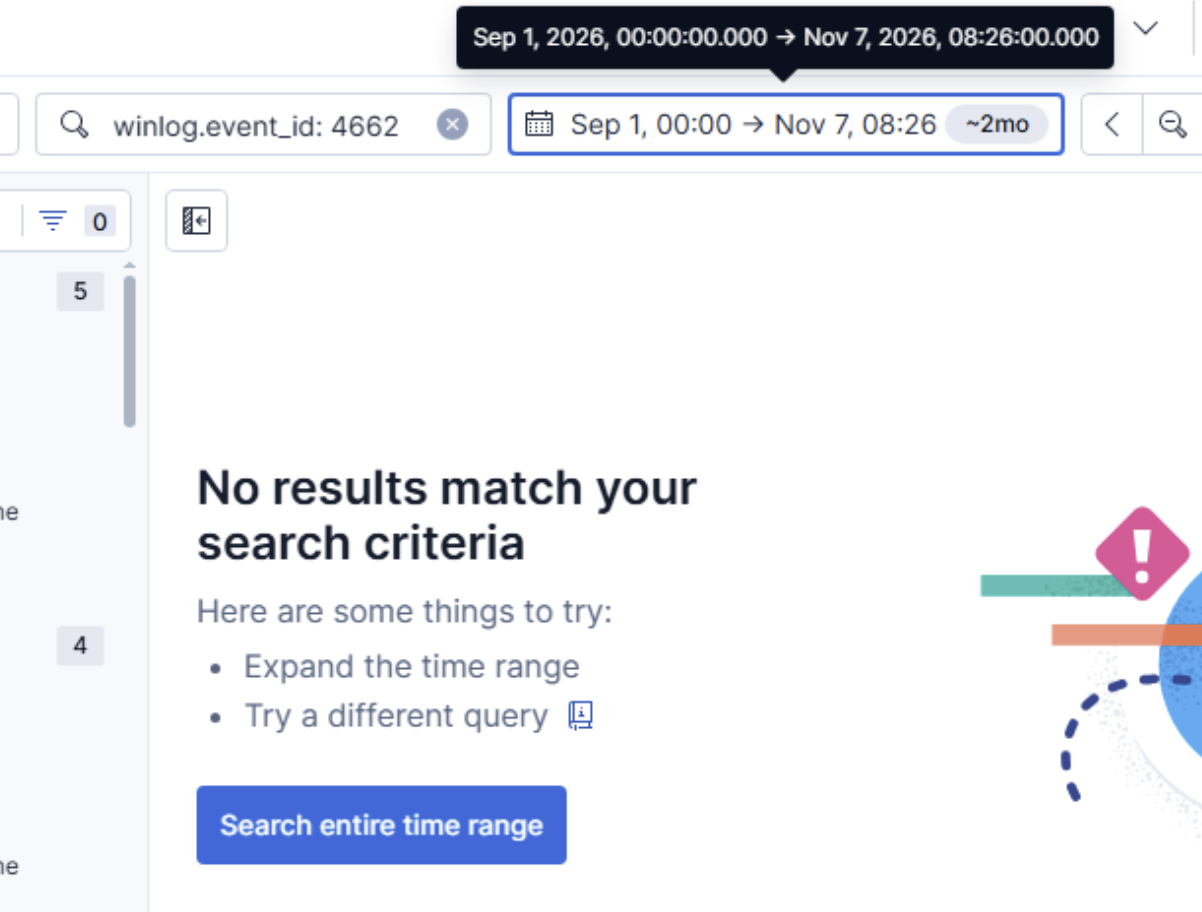 Sep 1, 2026, 00:00:00.000 → Nov 7, 2026, 08:26:00.000
winlog.event_id: 4662
Sep 1, 00:00 → Nov 7, 08:26 ~2mo
0
5
No results match your
search criteria
ne
Here are some things to try:
4
• Expand the time range
• Try a different query
Search entire time range
ne